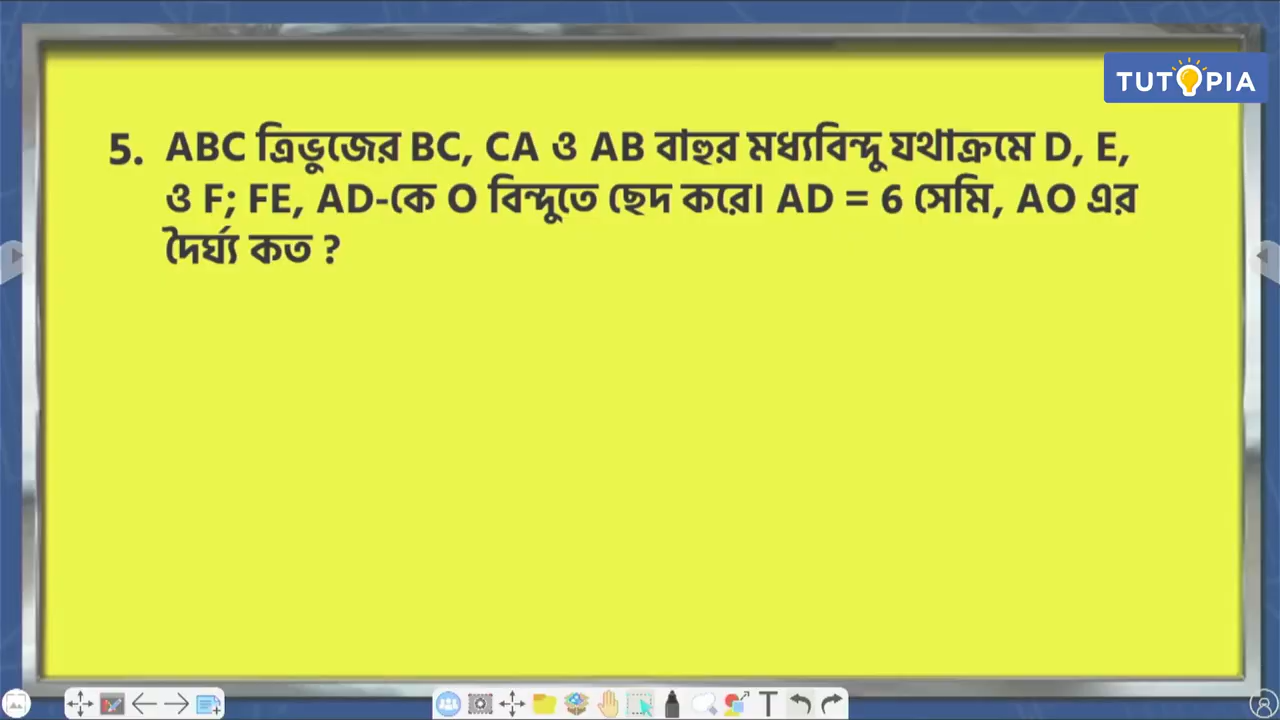 TUTOPIA
5. ABC ত্রিভুজের BC, CA ও AB বাহুর মধ্যবিন্দু যথাক্রমে D, E,
ও F; FE, AD-কে O বিন্দুতে ছেদ করে। AD = 6 সেমি, AO এর
দৈর্ঘ্য কত ?